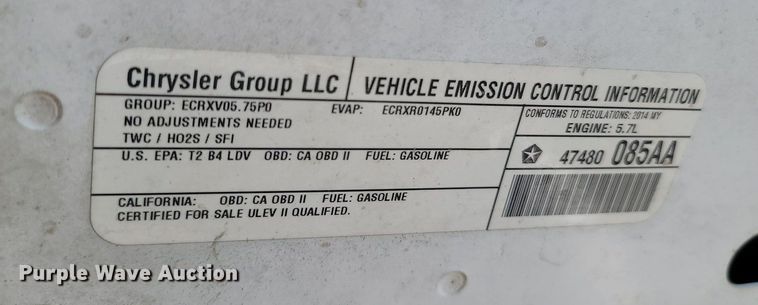 Chrysler Group LLC | VEHICLE EMISSION CONTROL INFORMATION
GROUP: ECRXV05.75P0 EVAP: ECRXR0145PK0
NO ADJUSTMENTS NEEDED
TWC / HO2S / SFI
CONFORMS TO REGULATIONS: 2014 MY
ENGINE: 5.7L
U.S. EPA: T2 B4 LDV OBD: CA OBD II FUEL: GASOLINE
47480 085AA
CALIFORNIA: OBD: CA OBD II FUEL: GASOLINE
CERTIFIED FOR SALE ULEV II QUALIFIED.
Purple Wave Auction